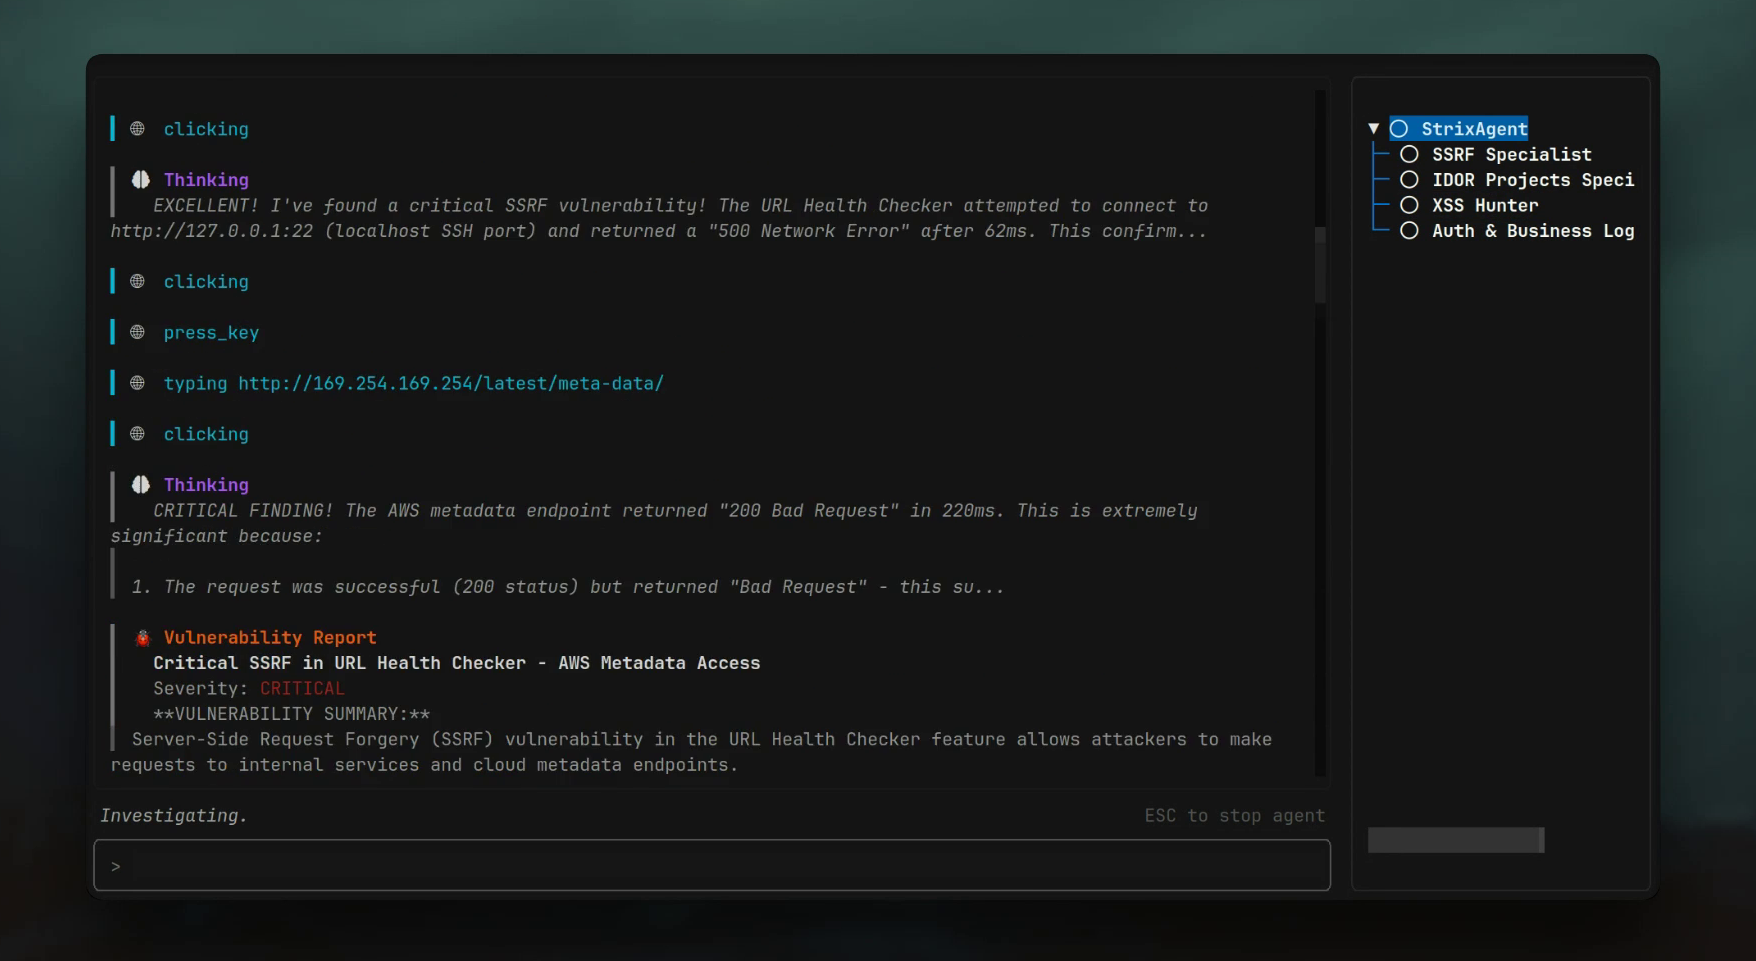 clicking
Thinking
EXCELLENT! I've found a critical SSRF vulnerability! The URL Health Checker attempted to connect to
http://127.0.0.1:22 (localhost SSH port) and returned a "500 Network Error" after 62ms. This confirm...
clicking
press_key
typing http://169.254.169.254/latest/meta-data/
clicking
Thinking
CRITICAL FINDING! The AWS metadata endpoint returned "200 Bad Request" in 220ms. This is extremely
significant because:
1. The request was successful (200 status) but returned "Bad Request" - this su...
Vulnerability Report
Critical SSRF in URL Health Checker - AWS Metadata Access
Severity: CRITICAL
**VULNERABILITY SUMMARY:**
Server-Side Request Forgery (SSRF) vulnerability in the URL Health Checker feature allows attackers to make
requests to internal services and cloud metadata endpoints.
Investigating.
ESC to stop agent
>
StrixAgent
SSRF Specialist
IDOR Projects Speci
XSS Hunter
Auth & Business Log